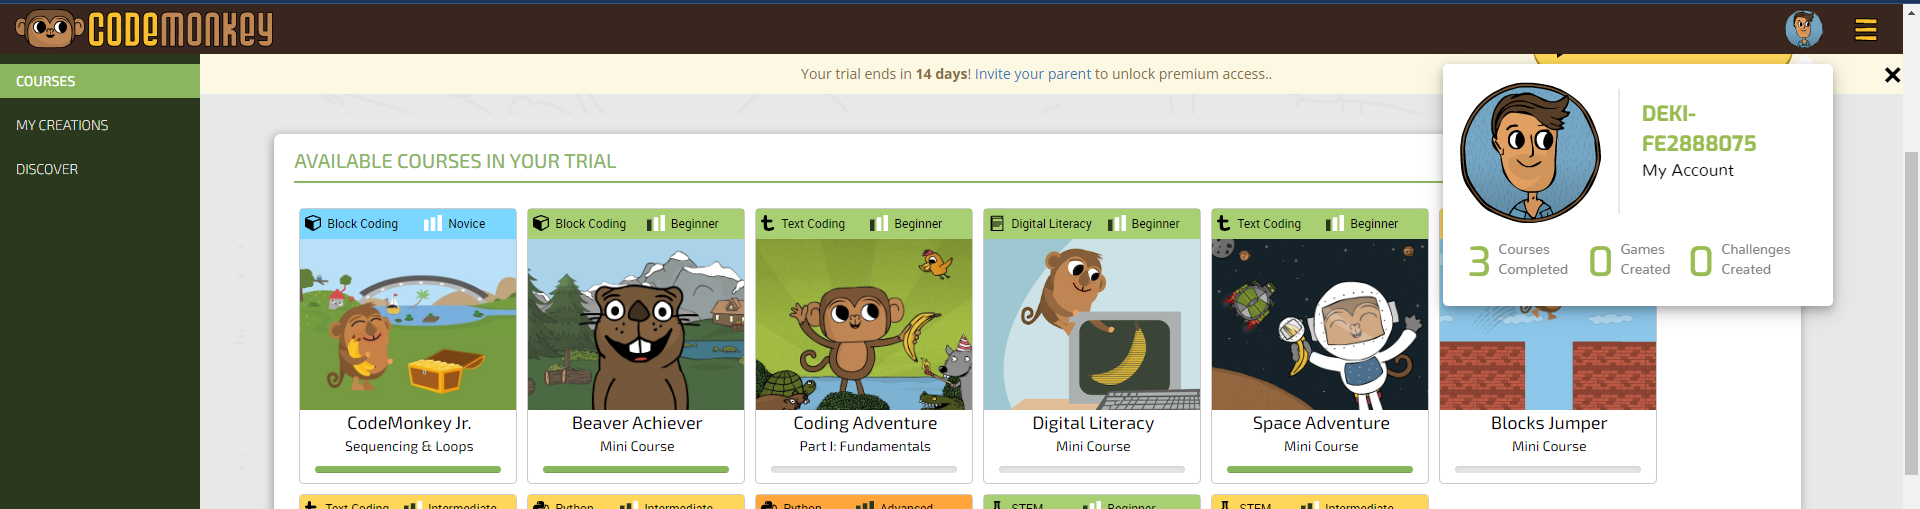 CODEMONKEY
COURSES
MY CREATIONS
DISCOVER
Your trial ends in 14 days! Invite your parent to unlock premium access..
DEKI-
FE2888075
My Account
3 Courses Completed
0 Games Created
0 Challenges Created
AVAILABLE COURSES IN YOUR TRIAL
Block Coding Novice
CodeMonkey Jr.
Sequencing & Loops
Block Coding Beginner
Beaver Achiever
Mini Course
Text Coding Beginner
Coding Adventure
Part I: Fundamentals
Digital Literacy Beginner
Digital Literacy
Mini Course
Text Coding Beginner
Space Adventure
Mini Course
Blocks Jumper
Mini Course
Text Coding Intermediate
Python Intermediate
Python Advanced
STEM Beginner
STEM Intermediate